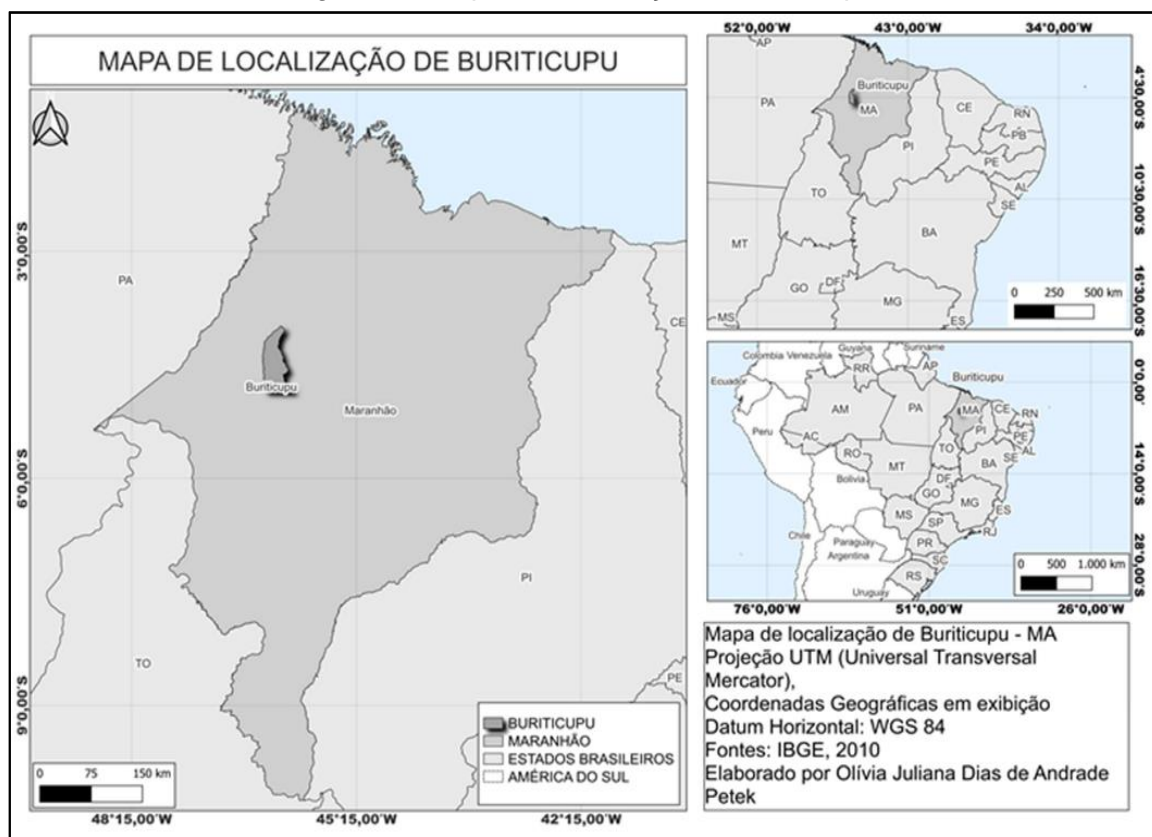 MAPA DE LOCALIZAÇÃO DE BURITICUPU
PA
CE
3°0,00'S
Buriticupu
Maranhão
6°0,00'S
PI
TO
PE
9°0,00'S
BURITICUPU
MARANHÃO
ESTADOS BRASILEIROS
AMÉRICA DO SUL
0 75 150 km
48°15,00'W 45°15,00'W 42°15,00'W
52°0,00'W 43°0,00'W 34°0,00'W
AP
Buriticupu
PA
MA
CE
RN
PB
PI
PE
TO
AL
SE
BA
MT
GO
DF
MG
MS
ES
4°30,00'S
10°30,00'S
16°30,00'S
0 250 500 km
Colombia Venezuela Guyana Suriname
RR AP
Ecuador
Buriticupu
AM PA MA CE RN
Peru
PI PE
AC TO AL
RO SE
MT BA
Bolivia DF
GO
MG ES
MS
SP RJ
Chile Paraguay PR
Argentina SC
RS
Uruguay
0°0,00'
14°0,00'S
28°0,00'S
0 500 1.000 km
76°0,00'W 51°0,00'W 26°0,00'W
Mapa de localização de Buriticupu - MA
Projeção UTM (Universal Transversal
Mercator),
Coordenadas Geográficas em exibição
Datum Horizontal: WGS 84
Fontes: IBGE, 2010
Elaborado por Olívia Juliana Dias de Andrade
Petek